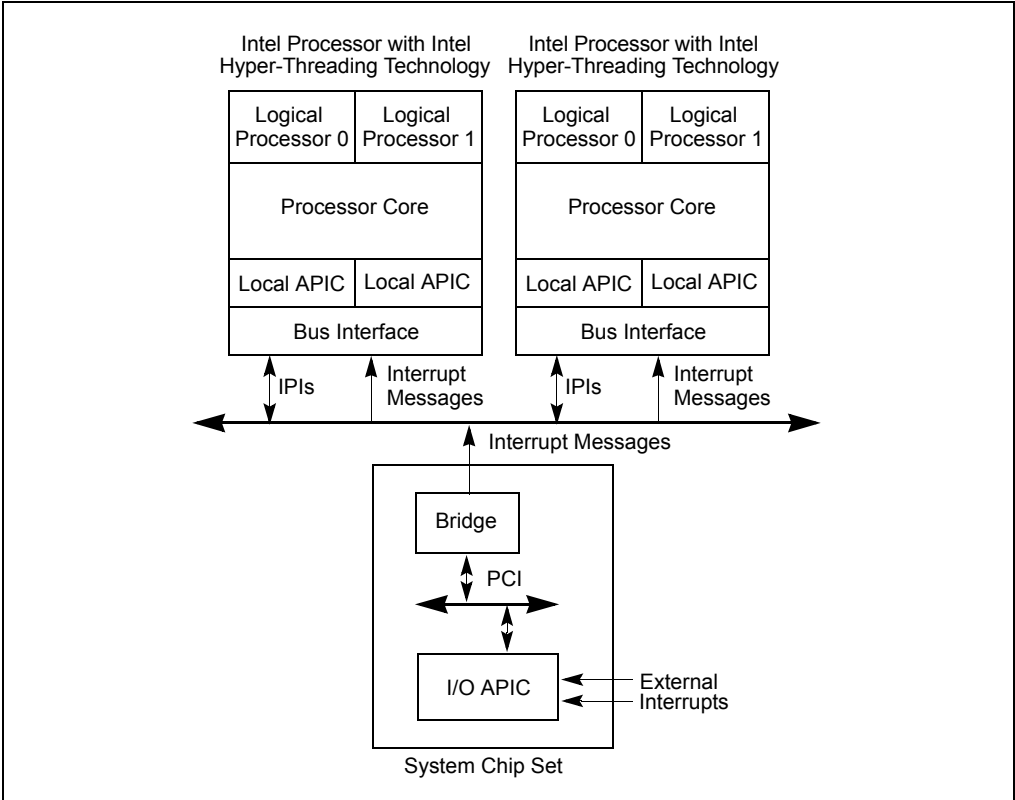 Intel Processor with Intel
Hyper-Threading Technology
Intel Processor with Intel
Hyper-Threading Technology
Logical
Processor 0
Logical
Processor 1
Logical
Processor 0
Logical
Processor 1
Processor Core
Processor Core
Local APIC
Local APIC
Local APIC
Local APIC
Bus Interface
Bus Interface
IPIs
Interrupt
Messages
IPIs
Interrupt
Messages
Interrupt Messages
Bridge
PCI
I/O APIC
External
Interrupts
System Chip Set